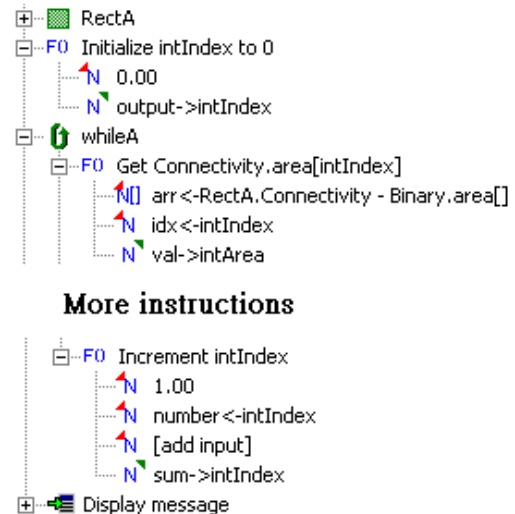 RectA
F0 Initialize intIndex to 0
N 0.00
N output->intIndex
whileA
F0 Get Connectivity.area[intIndex]
N[] arr<-RectA.Connectivity - Binary.area[]
N idx<-intIndex
N val->intArea
More instructions
F0 Increment intIndex
N 1.00
N number<-intIndex
N [add input]
N sum->intIndex
Display message